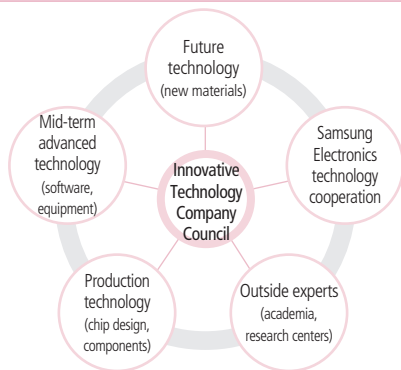 Future
technology
(new materials)
Mid-term
advanced
technology
(software,
equipment)
Samsung
Electronics
technology
cooperation
Innovative
Technology
Company
Council
Production
technology
(chip design,
components)
Outside experts
(academia,
research centers)